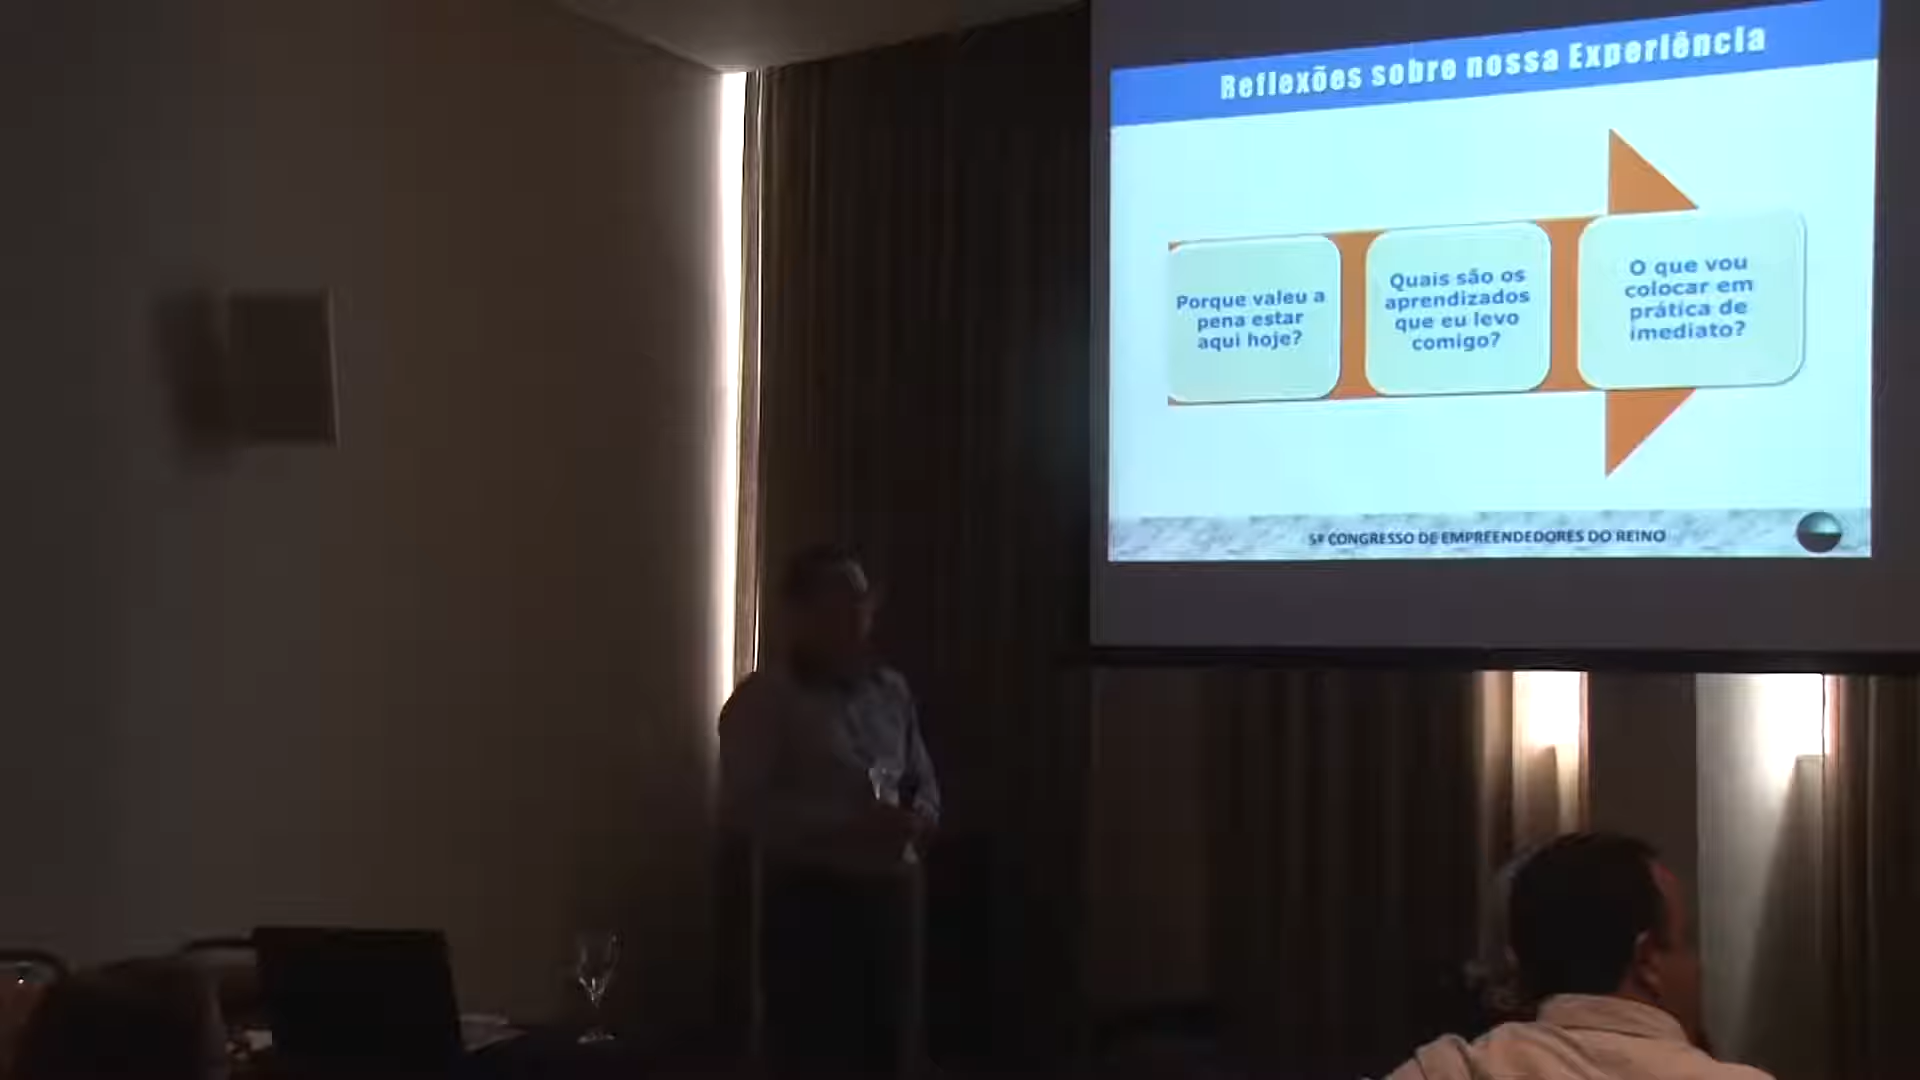 Reflexões sobre nossa Experiência
Porque valeu a
pena estar
aqui hoje?
Quais são os
aprendizados
que eu levo
comigo?
O que vou
colocar em
prática de
imediato?
5º CONGRESSO DE EMPREENDEDORES DO REINO